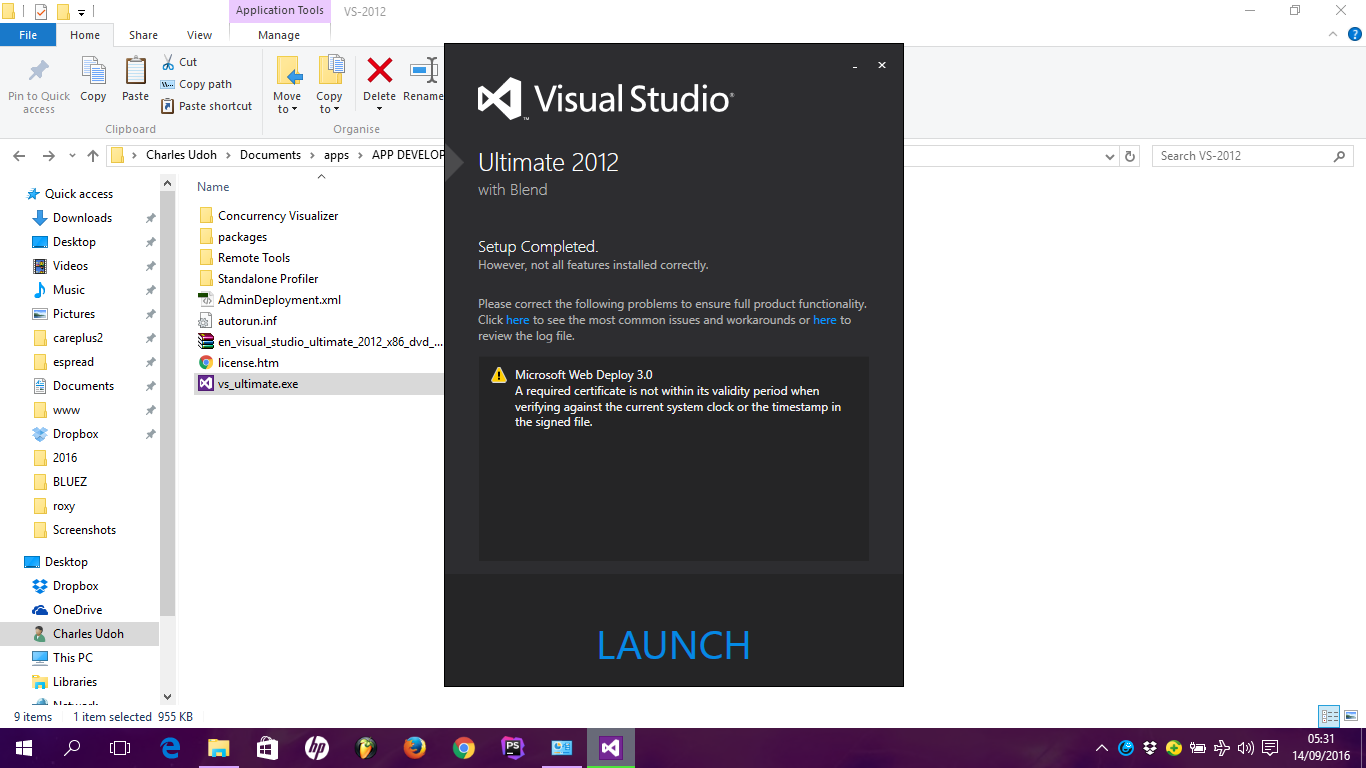 Application Tools
VS-2012
File
Home
Share
View
Manage
Pin to Quick access
Copy
Paste
Cut
Copy path
Paste shortcut
Move to
Copy to
Delete
Rename
Clipboard
Organise
Charles Udoh
Documents
apps
APP DEVELOP
Search VS-2012
Name
Quick access
Downloads
Desktop
Videos
Music
Pictures
careplus2
espread
Documents
www
Dropbox
2016
BLUEZ
roxy
Screenshots
Desktop
Dropbox
OneDrive
Charles Udoh
This PC
Libraries
Network
Concurrency Visualizer
packages
Remote Tools
Standalone Profiler
AdminDeployment.xml
autorun.inf
en_visual_studio_ultimate_2012_x86_dvd_...
license.htm
vs_ultimate.exe
Visual Studio®
™
Ultimate 2012
with Blend
Setup Completed.
However, not all features installed correctly.
Please correct the following problems to ensure full product functionality.
Click here to see the most common issues and workarounds or here to
review the log file.
Microsoft Web Deploy 3.0
A required certificate is not within its validity period when
verifying against the current system clock or the timestamp in
the signed file.
LAUNCH
9 items
1 item selected 955 KB
hp
PS
05:31
14/09/2016